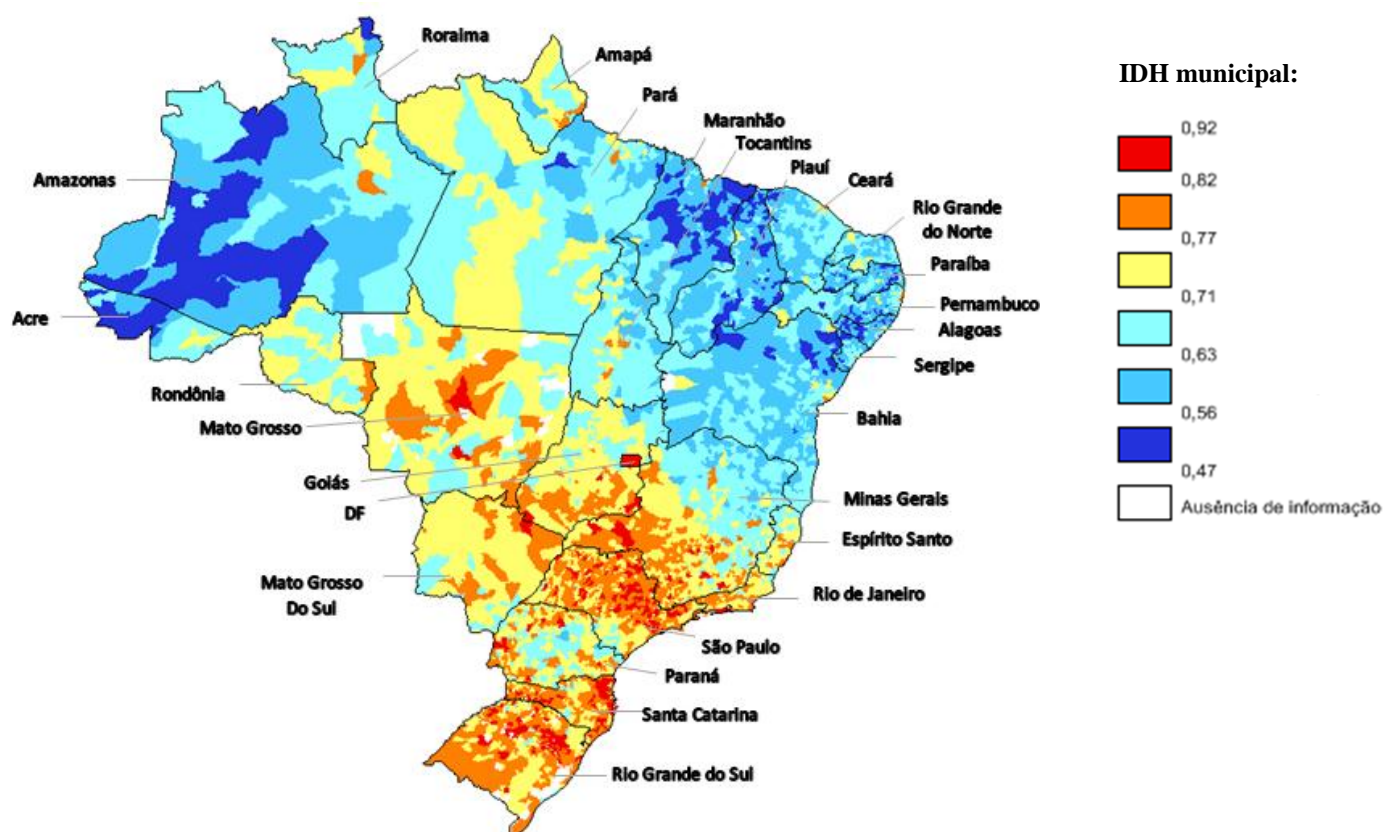 Roraima
Amapá
Pará
Maranhão
Tocantins
Piauí
Ceará
Rio Grande
do Norte
Paraíba
Pernambuco
Alagoas
Sergipe
Bahia
Minas Gerais
Espírito Santo
Rio de Janeiro
São Paulo
Paraná
Santa Catarina
Rio Grande do Sul
Amazonas
Acre
Rondônia
Mato Grosso
Goiás
DF
Mato Grosso
Do Sul
IDH municipal:
0,92
0,82
0,77
0,71
0,63
0,56
0,47
Ausência de informação